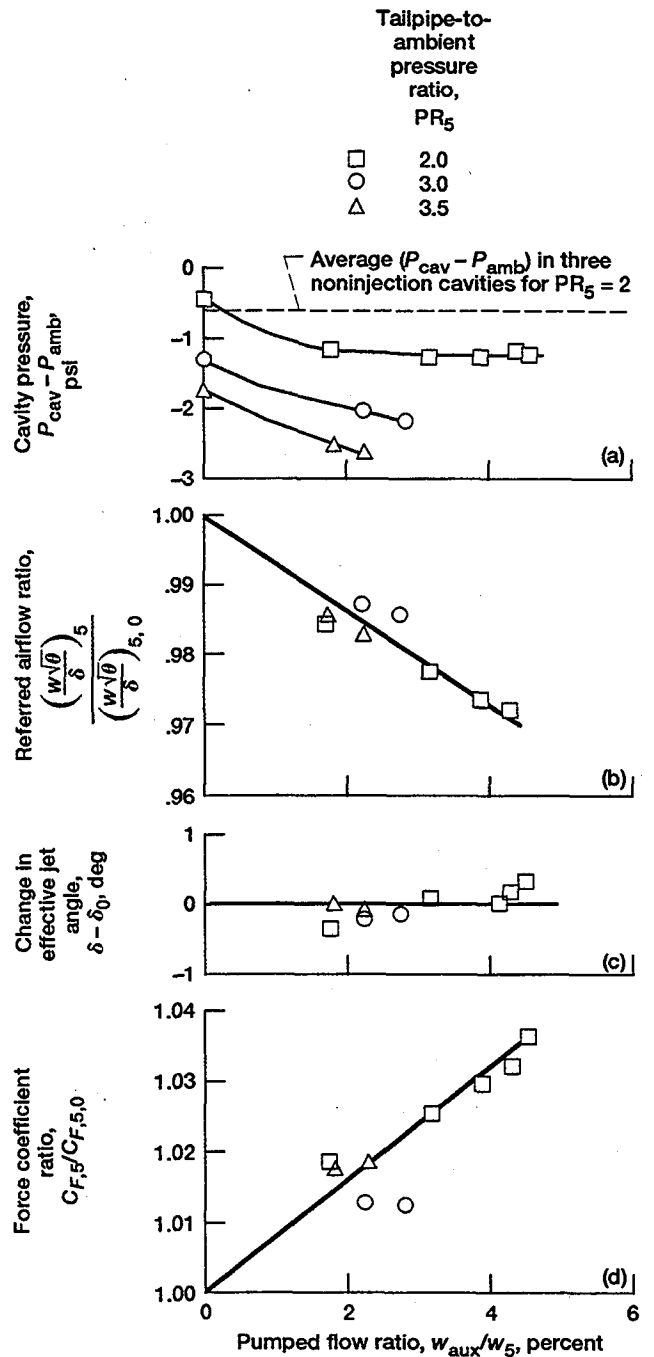 Tailpipe-to-
ambient
pressure
ratio,
PR5
2.0
3.0
3.5
Average (Pcav – Pamb) in three
noninjection cavities for PR5 = 2
Cavity pressure,
Pcav – Pamb,
psi
0
–1
–2
–3
(a)
Referred airflow ratio,
(w√θ/δ)5
(w√θ/δ)5, 0
1.00
.99
.98
.97
.96
(b)
Change in
effective jet
angle,
δ – δ0, deg
1
0
–1
(c)
Force coefficient
ratio,
CF,5/CF,5,0
1.04
1.03
1.02
1.01
1.00
(d)
0 2 4 6
Pumped flow ratio, waux/w5, percent